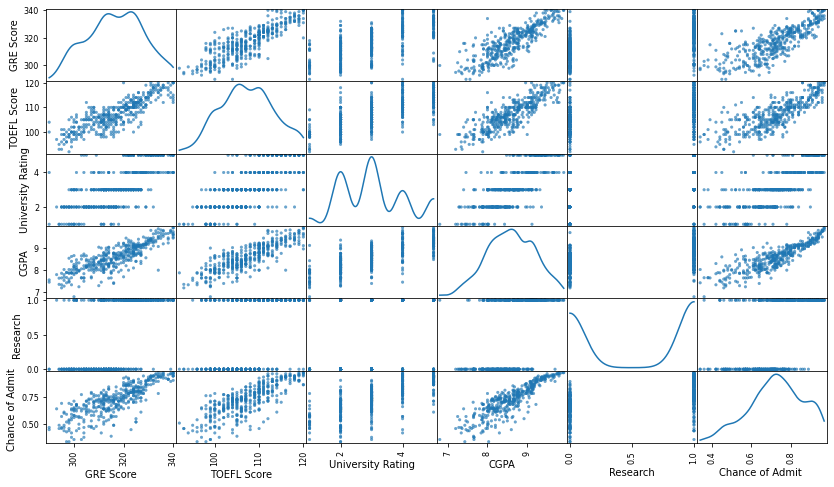 GRE Score
340
320
300
TOEFL Score
120
110
100
University Rating
4
2
CGPA
9
8
7
Research
1.0
0.5
0.0
Chance of Admit
0.75
0.50
300 320 340 100 110 120 2 4 7 8 9 0.0 0.5 1.0 0.4 0.6 0.8
GRE Score TOEFL Score University Rating CGPA Research Chance of Admit